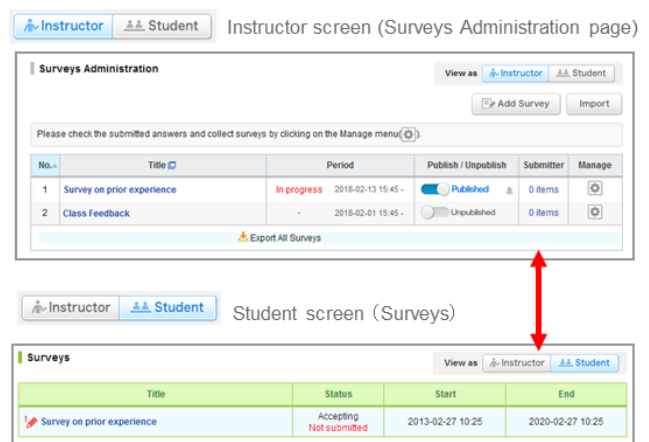 Instructor Student Instructor screen (Surveys Administration page)
Surveys Administration View as Instructor Student
Add Survey Import
Please check the submitted answers and collect surveys by clicking on the Manage menu( ).
No. Title Period Publish / Unpublish Submitter Manage
1 Survey on prior experience In progress 2018-02-13 15:45 - Published 0 items
2 Class Feedback - 2018-02-01 15:45 - Unpublished 0 items
Export All Surveys
Instructor Student Student screen (Surveys)
Surveys View as Instructor Student
Title Status Start End
Survey on prior experience Accepting 2013-02-27 10:25 2020-02-27 10:25
Not submitted